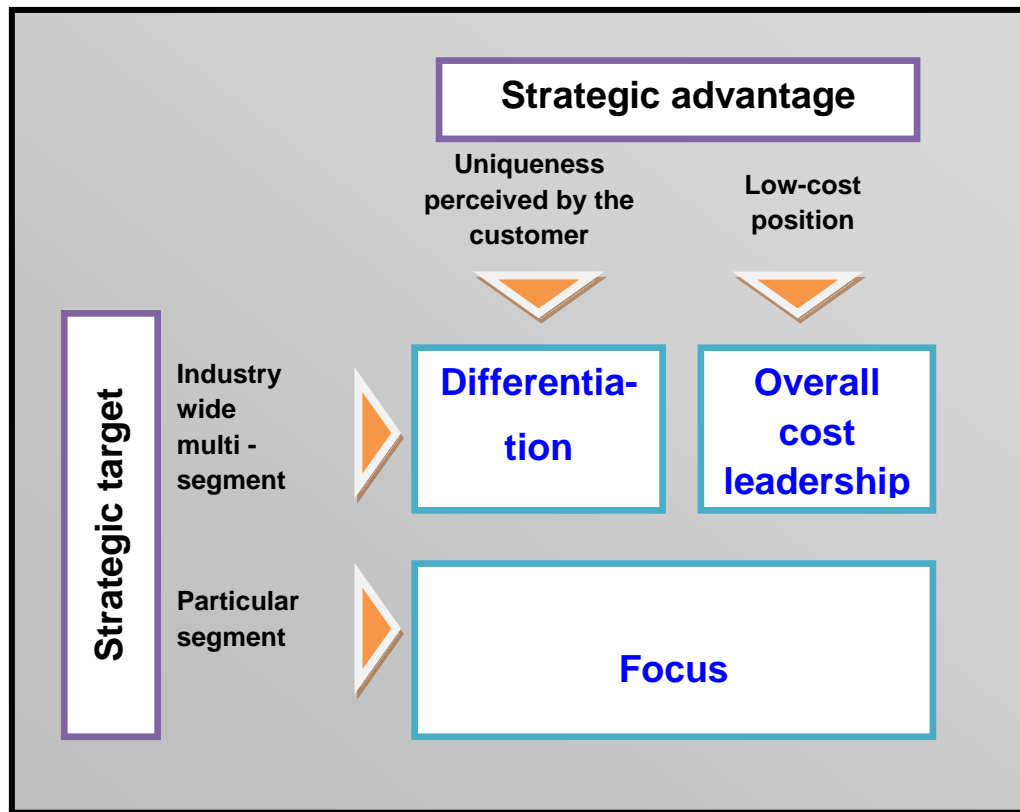 Strategic advantage
Uniqueness
perceived by the
customer
Low-cost
position
Strategic target
Industry
wide
multi -
segment
Differentia-
tion
Overall
cost
leadership
Particular
segment
Focus